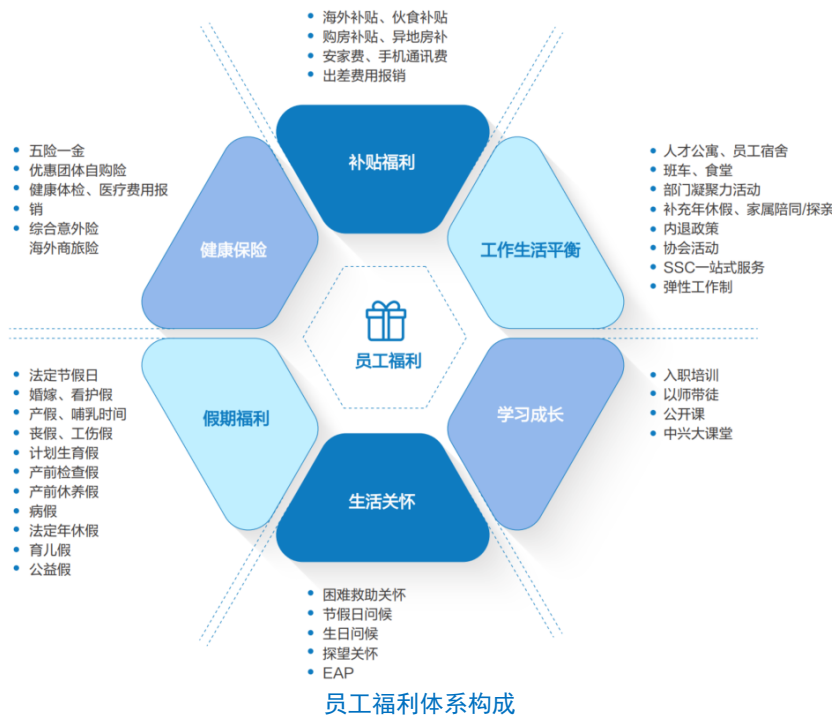 海外补贴、伙食补贴
购房补贴、异地房补
安家费、手机通讯费
出差费用报销
补贴福利
五险一金
优惠团体自购险
健康体检、医疗费用报
销
综合意外险
海外商旅险
健康保险
人才公寓、员工宿舍
班车、食堂
部门凝聚力活动
补充年休假、家属陪同/探亲
内退政策
协会活动
SSC一站式服务
弹性工作制
工作生活平衡
员工福利
法定节假日
婚嫁、看护假
产假、哺乳时间
丧假、工伤假
计划生育假
产前检查假
产前休养假
病假
法定年休假
育儿假
公益假
假期福利
入职培训
以师带徒
公开课
中兴大课堂
学习成长
生活关怀
困难救助关怀
节假日问候
生日问候
探望关怀
EAP
员工福利体系构成